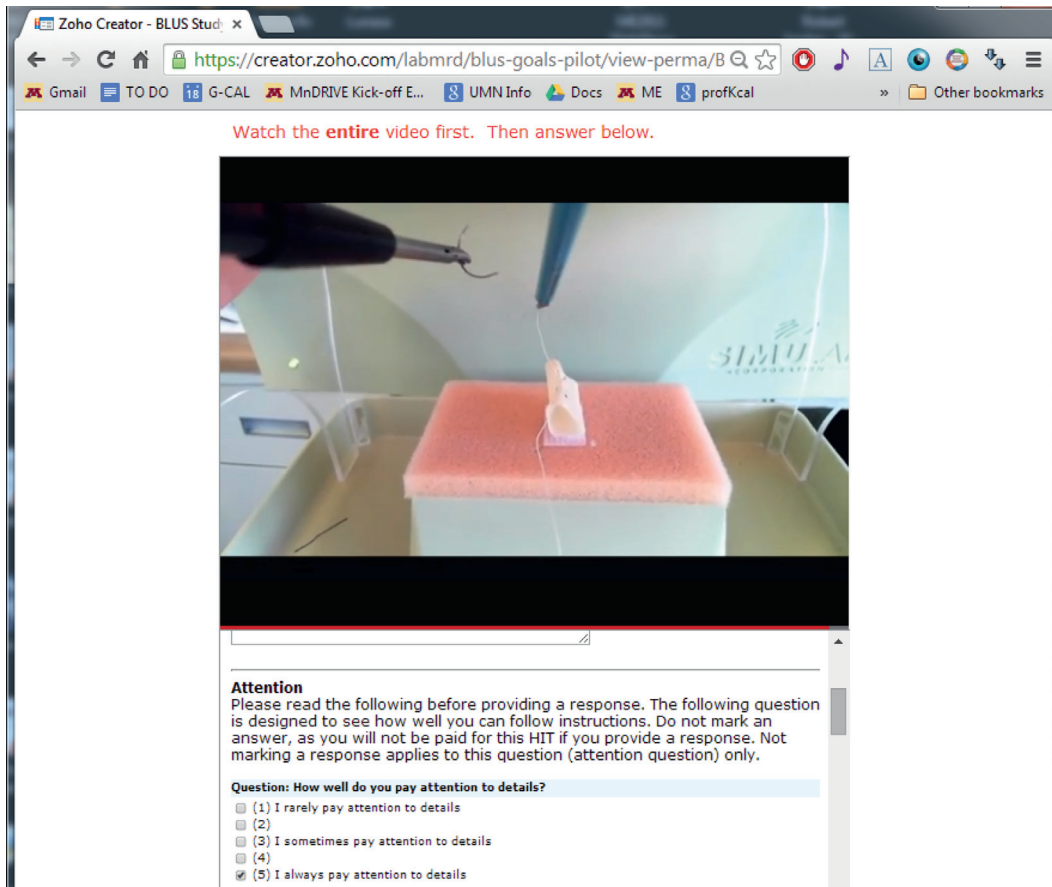 Zoho Creator - BLUS Stud
https://creator.zoho.com/labmrd/blus-goals-pilot/view-perma/B
A
Gmail TO DO 18 G-CAL M MnDRIVE Kick-off E... 8 UMN Info Docs M ME 8 profKcal » Other bookmarks
Watch the entire video first. Then answer below.
SIMULA
CORPORATION
Attention
Please read the following before providing a response. The following question
is designed to see how well you can follow instructions. Do not mark an
answer, as you will not be paid for this HIT if you provide a response. Not
marking a response applies to this question (attention question) only.
Question: How well do you pay attention to details?
(1) I rarely pay attention to details
(2)
(3) I sometimes pay attention to details
(4)
(5) I always pay attention to details